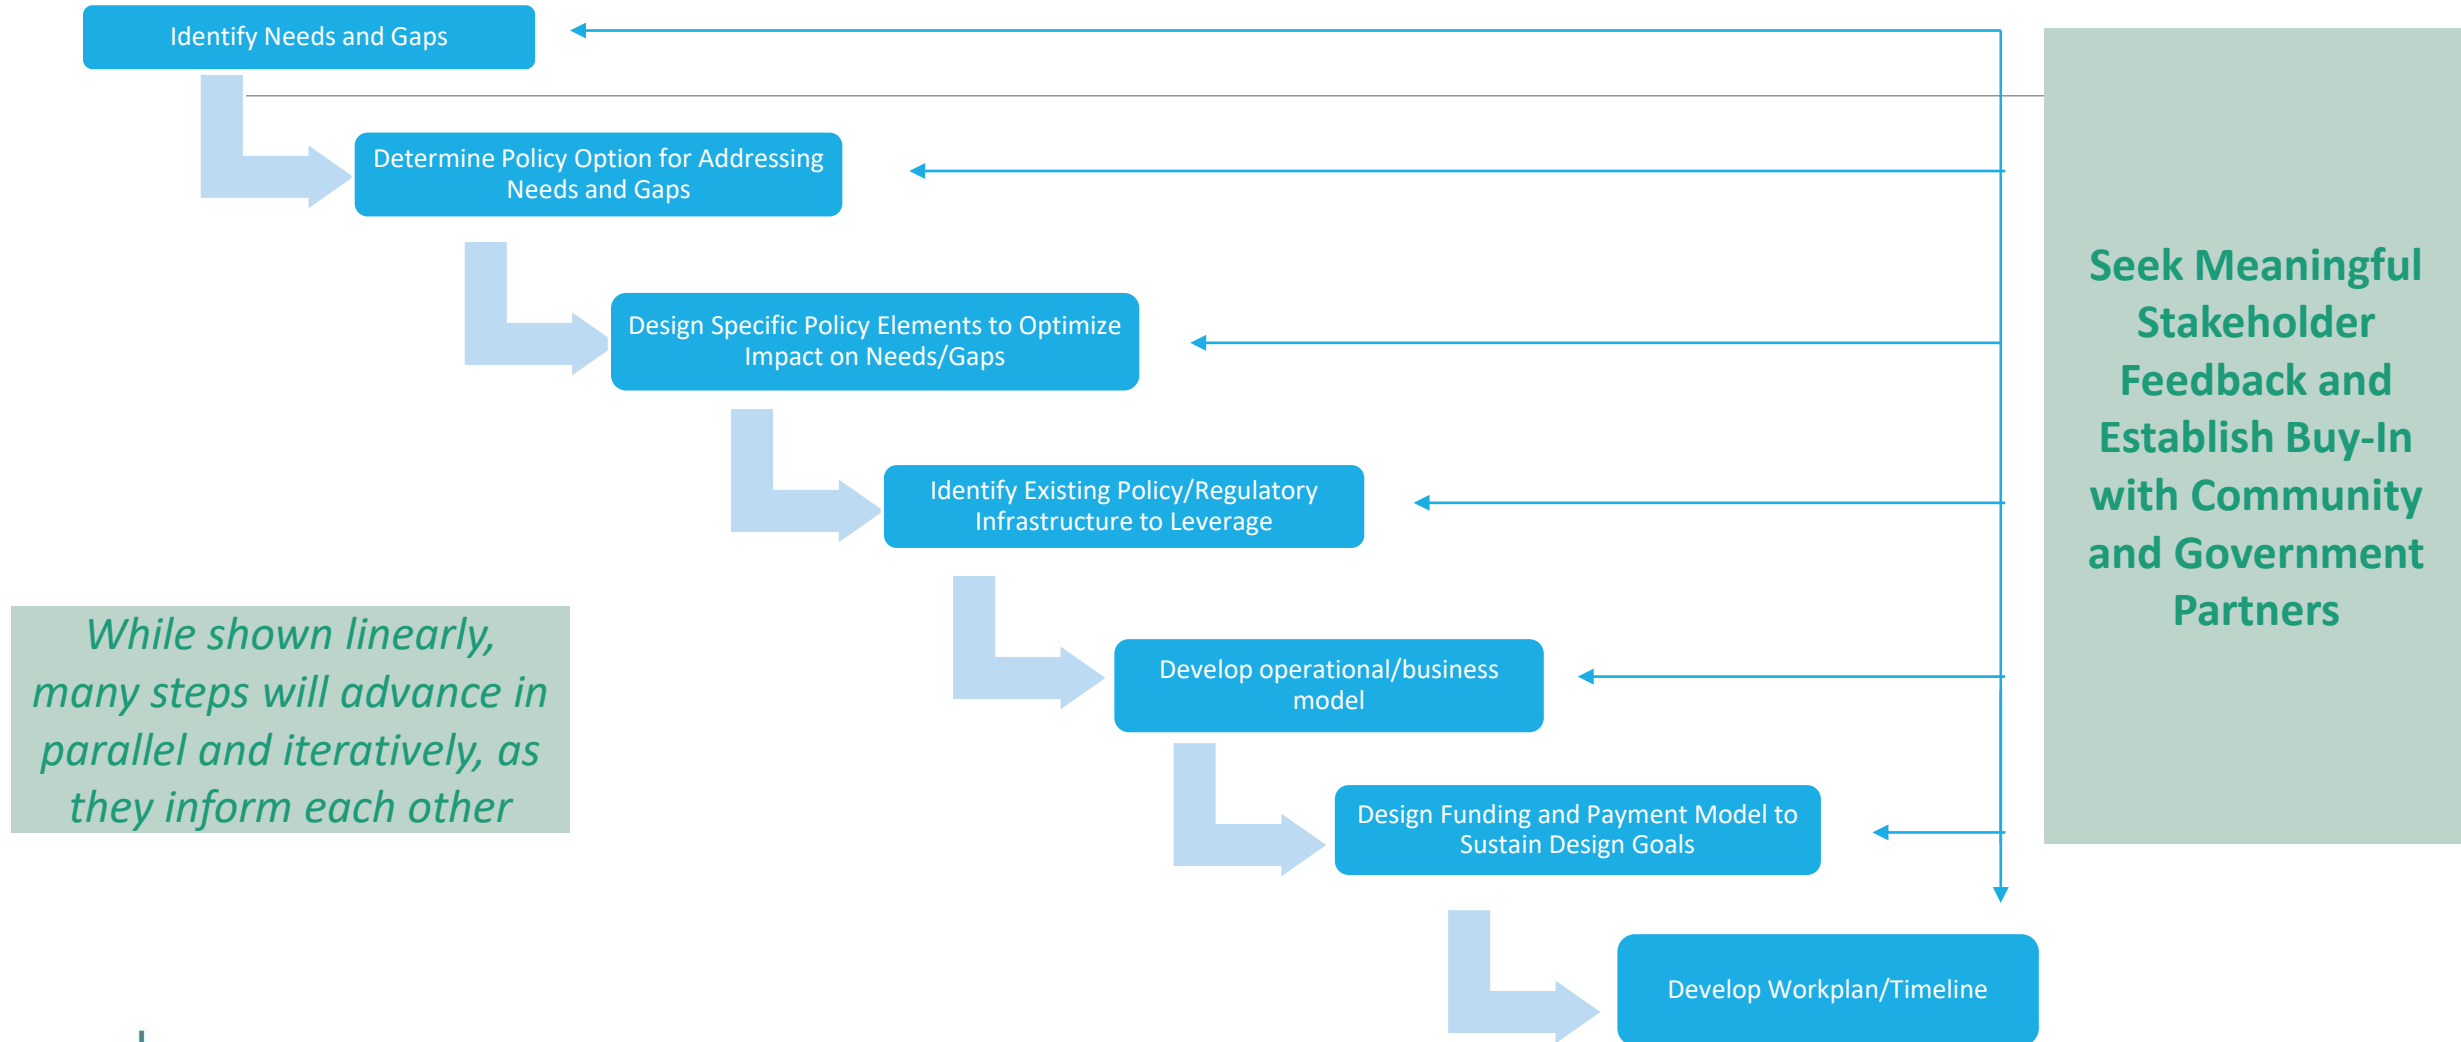 Identify Needs and Gaps
Determine Policy Option for Addressing
Needs and Gaps
Design Specific Policy Elements to Optimize
Impact on Needs/Gaps
Identify Existing Policy/Regulatory
Infrastructure to Leverage
Develop operational/business
model
Design Funding and Payment Model to
Sustain Design Goals
Develop Workplan/Timeline
While shown linearly,
many steps will advance in
parallel and iteratively, as
they inform each other
Seek Meaningful
Stakeholder
Feedback and
Establish Buy-In
with Community
and Government
Partners